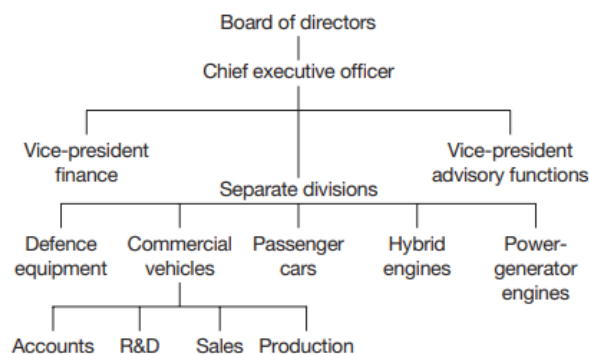 Board of directors
Chief executive officer
Vice-president
finance
Vice-president
advisory functions
Separate divisions
Defence
equipment
Commercial
vehicles
Passenger
cars
Hybrid
engines
Power-
generator
engines
Accounts
R&D
Sales
Production